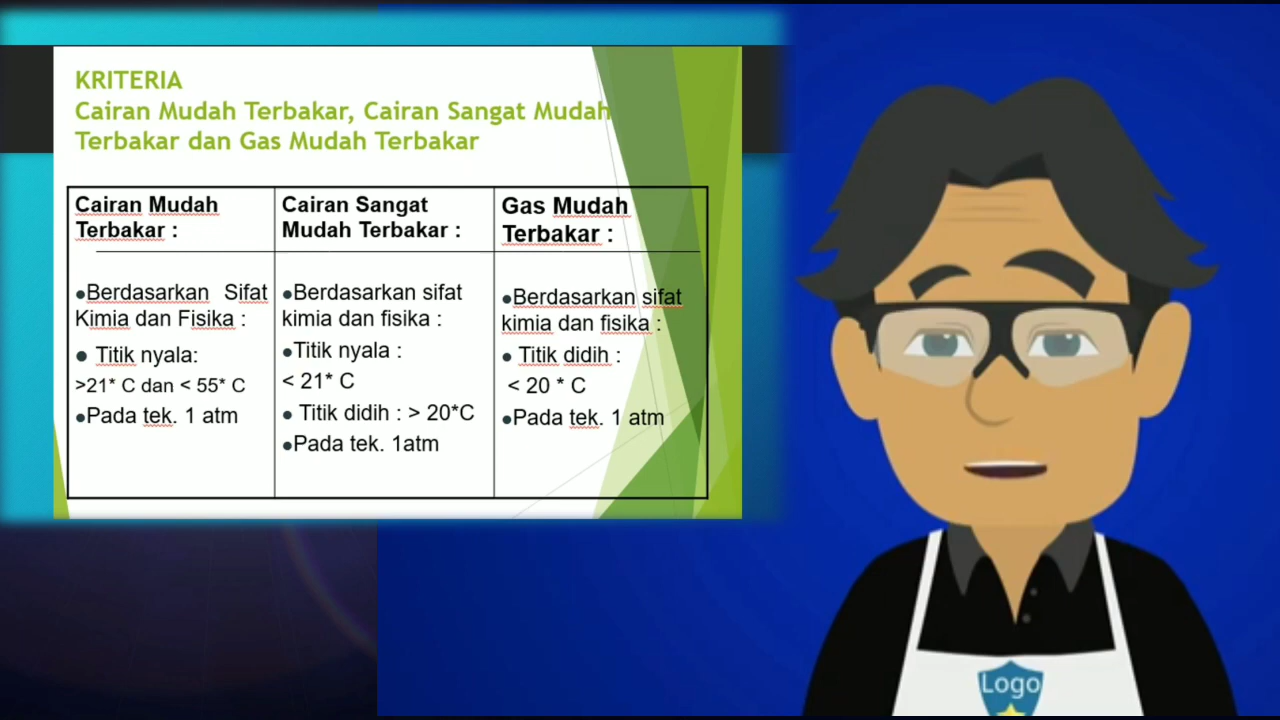 KRITERIA
Cairan Mudah Terbakar, Cairan Sangat Mudah
Terbakar dan Gas Mudah Terbakar
Cairan Mudah
Terbakar :
●Berdasarkan Sifat
Kimia dan Fisika :
● Titik nyala:
>21* C dan < 55* C
●Pada tek. 1 atm
Cairan Sangat
Mudah Terbakar :
●Berdasarkan sifat
kimia dan fisika :
●Titik nyala :
< 21* C
● Titik didih : > 20*C
●Pada tek. 1atm
Gas Mudah
Terbakar :
●Berdasarkan sifat
kimia dan fisika :
● Titik didih :
< 20 * C
●Pada tek. 1 atm
Logo